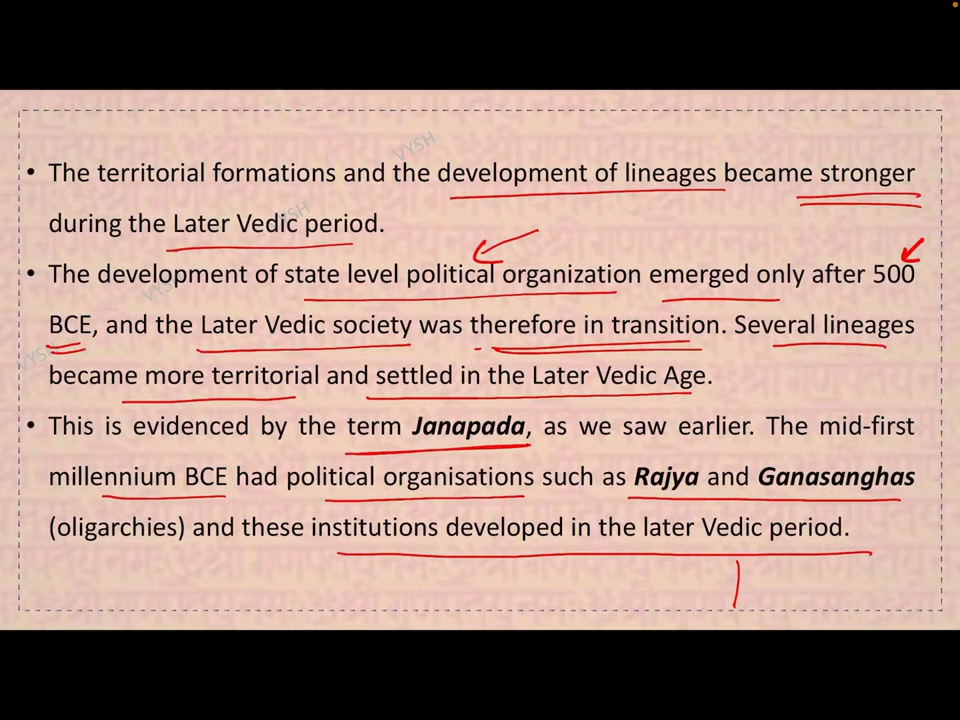 • The territorial formations and the development of lineages became stronger
during the Later Vedic period.
• The development of state level political organization emerged only after 500
BCE, and the Later Vedic society was therefore in transition. Several lineages
became more territorial and settled in the Later Vedic Age.
• This is evidenced by the term Janapada, as we saw earlier. The mid-first
millennium BCE had political organisations such as Rajya and Ganasanghas
(oligarchies) and these institutions developed in the later Vedic period.
VYSH
VYSH
VYSH
VYSH